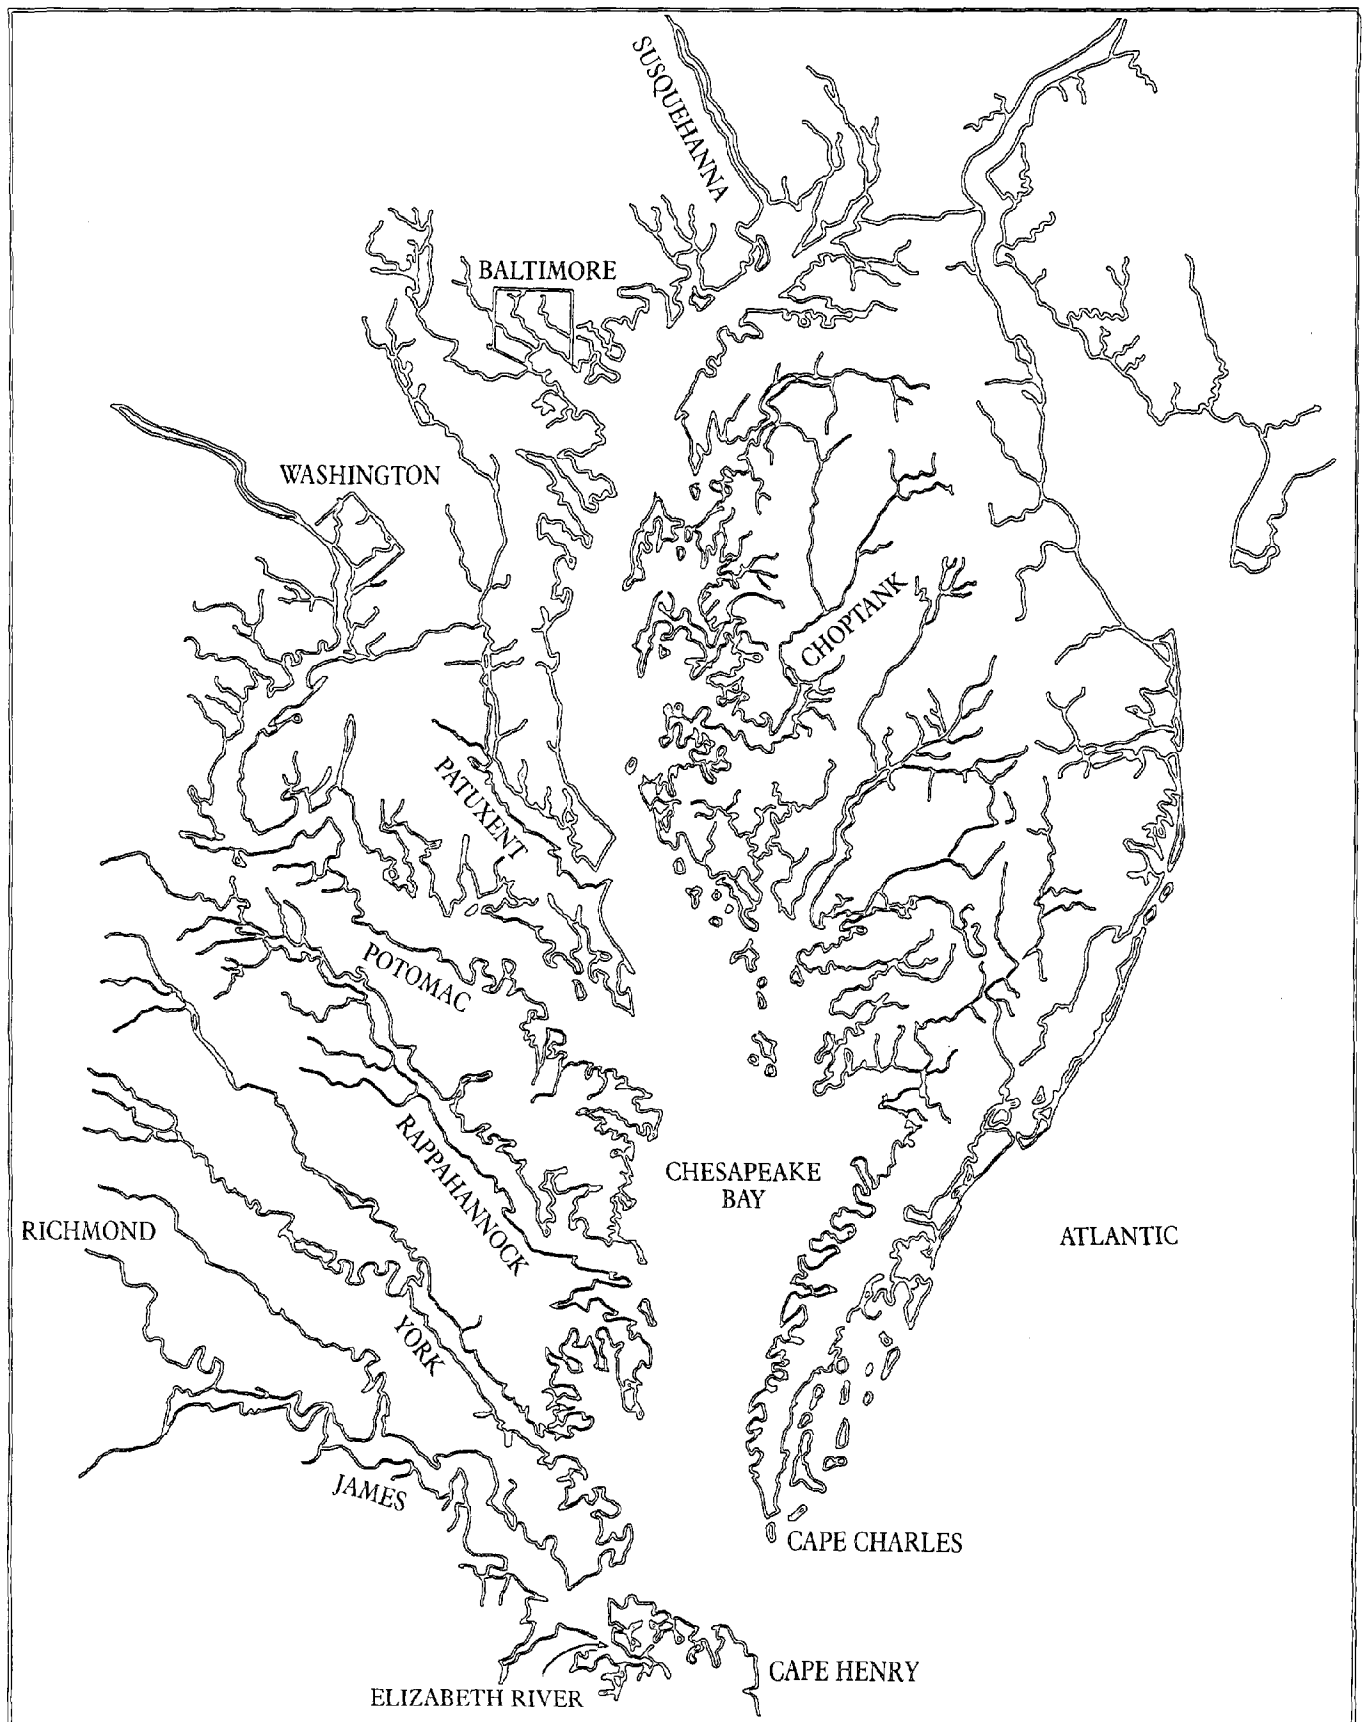 SUSQUEHANNA
BALTIMORE
WASHINGTON
CHOPTANK
PATUXENT
POTOMAC
RAPPAHANNOCK
CHESAPEAKE
BAY
RICHMOND
ATLANTIC
YORK
JAMES
CAPE CHARLES
CAPE HENRY
ELIZABETH RIVER